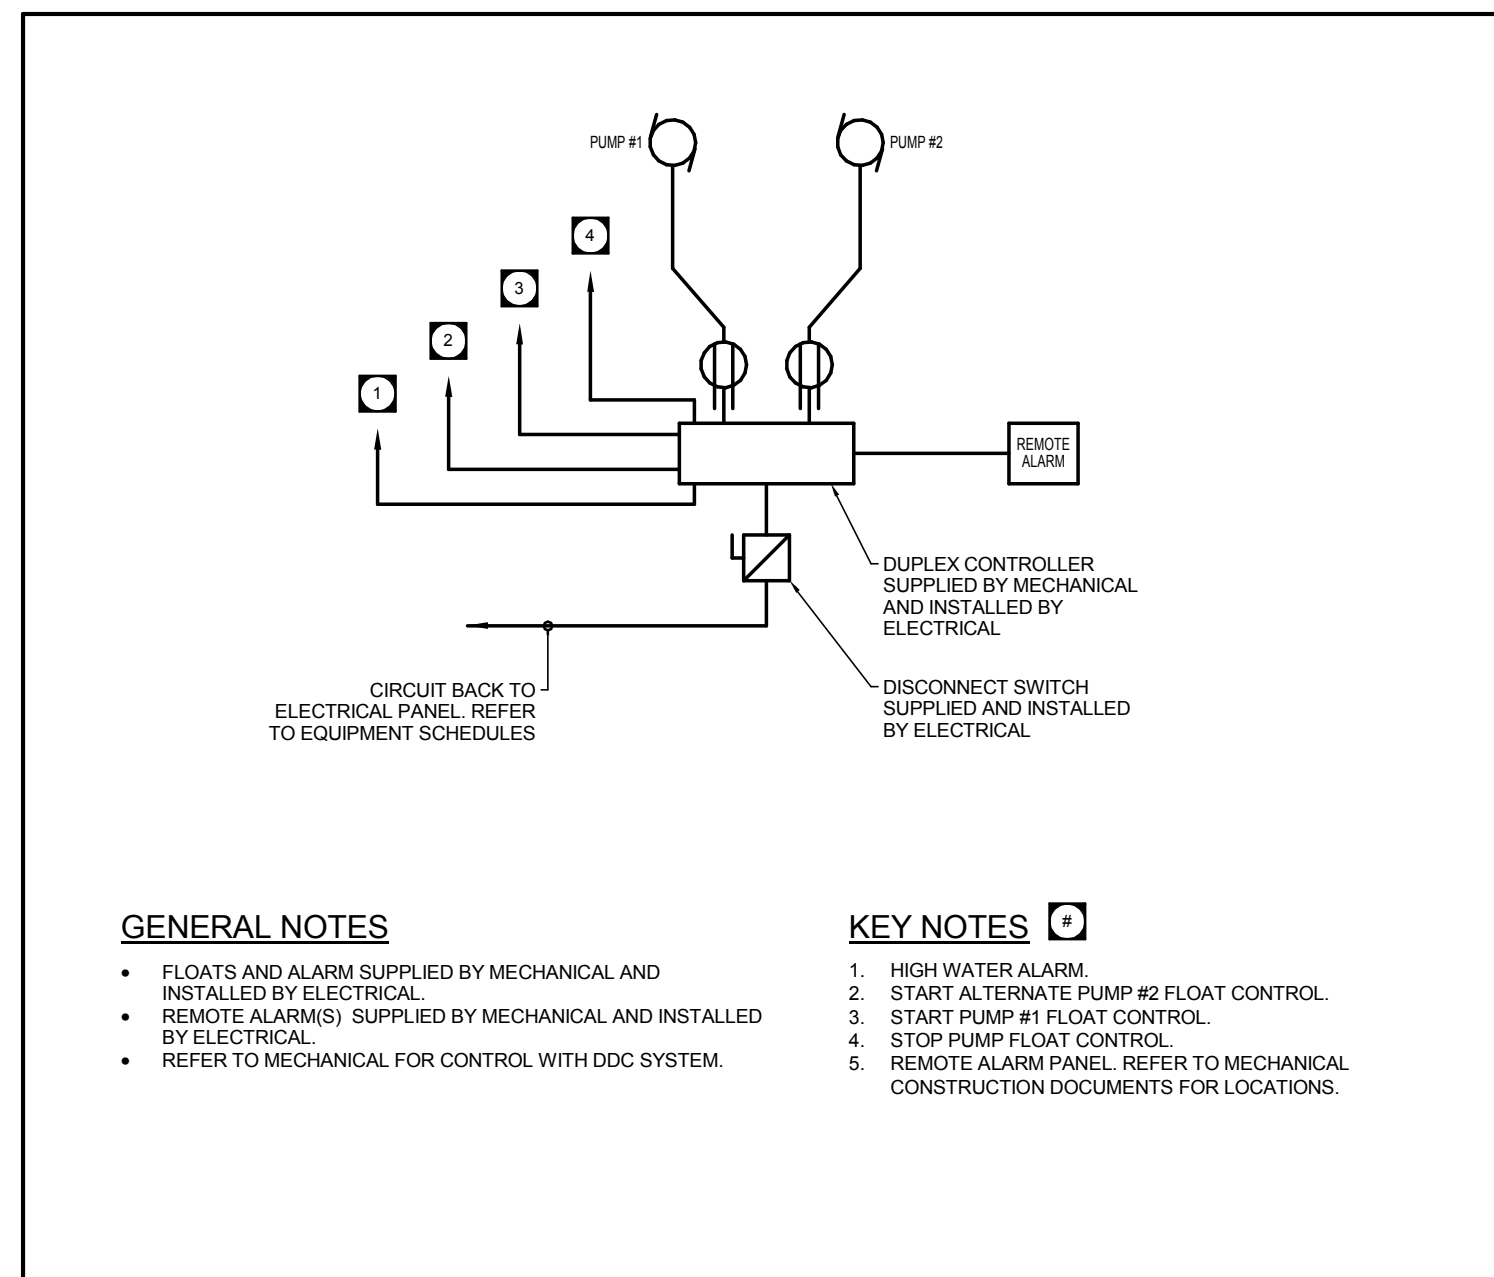 PUMP #1
PUMP #2
4
3
2
1
REMOTE
ALARM
DUPLEX CONTROLLER
SUPPLIED BY MECHANICAL
AND INSTALLED BY
ELECTRICAL
DISCONNECT SWITCH
SUPPLIED AND INSTALLED
BY ELECTRICAL
CIRCUIT BACK TO
ELECTRICAL PANEL. REFER
TO EQUIPMENT SCHEDULES
GENERAL NOTES
• FLOATS AND ALARM SUPPLIED BY MECHANICAL AND
INSTALLED BY ELECTRICAL.
• REMOTE ALARM(S) SUPPLIED BY MECHANICAL AND INSTALLED
BY ELECTRICAL.
• REFER TO MECHANICAL FOR CONTROL WITH DDC SYSTEM.
KEY NOTES #
1. HIGH WATER ALARM.
2. START ALTERNATE PUMP #2 FLOAT CONTROL.
3. START PUMP #1 FLOAT CONTROL.
4. STOP PUMP FLOAT CONTROL.
5. REMOTE ALARM PANEL. REFER TO MECHANICAL
CONSTRUCTION DOCUMENTS FOR LOCATIONS.